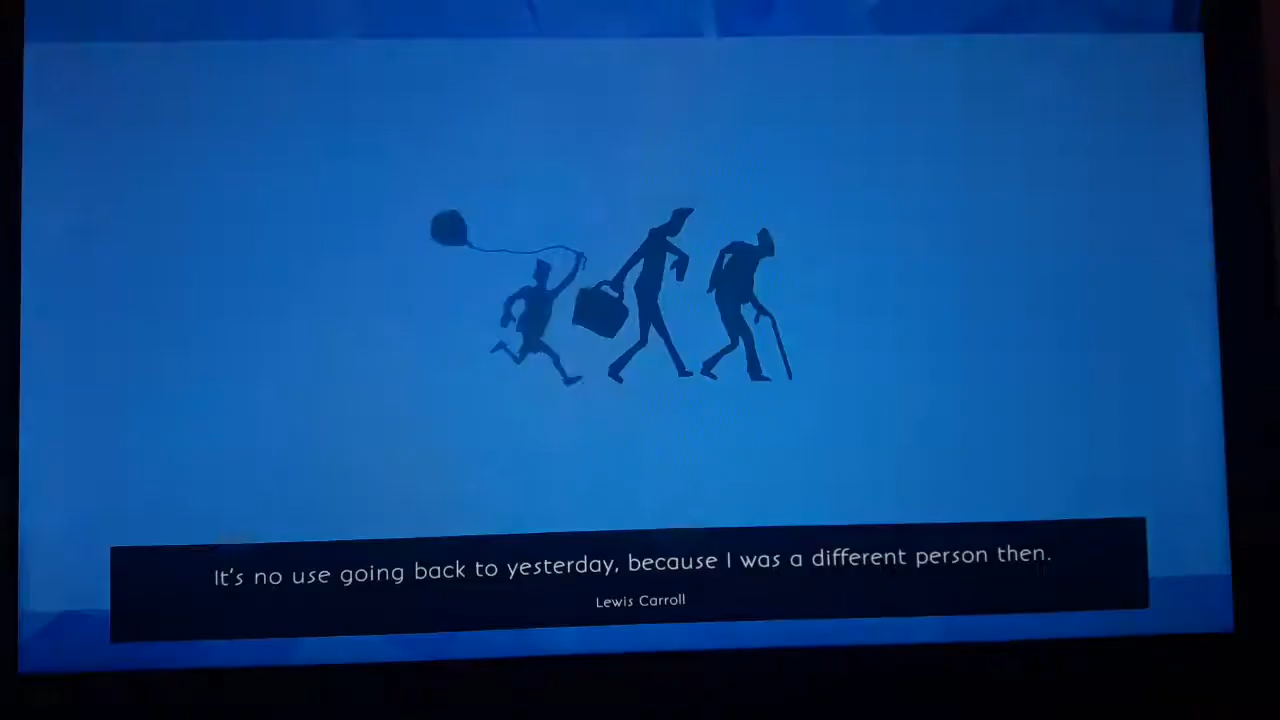 It's no use going back to yesterday, because I was a different person then.
Lewis Carroll